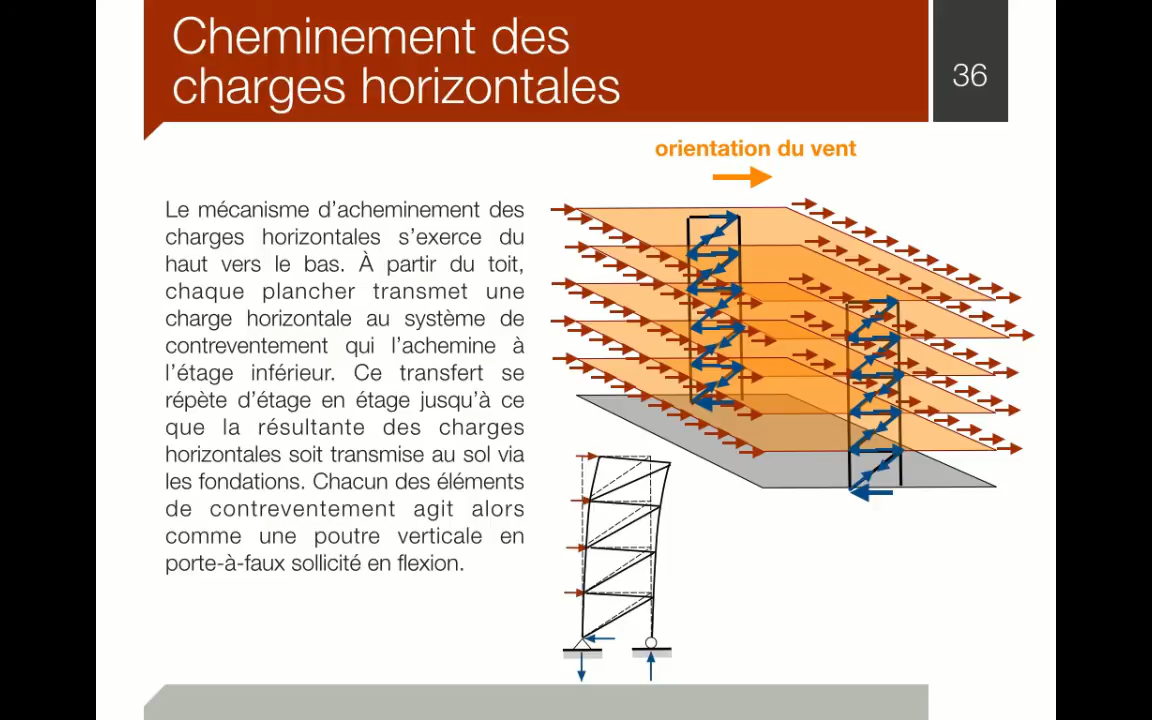 Cheminement des
charges horizontales
36
orientation du vent
Le mécanisme d’acheminement des
charges horizontales s’exerce du
haut vers le bas. À partir du toit,
chaque plancher transmet une
charge horizontale au système de
contreventement qui l’achemine à
l’étage inférieur. Ce transfert se
répète d’étage en étage jusqu’à ce
que la résultante des charges
horizontales soit transmise au sol via
les fondations. Chacun des éléments
de contreventement agit alors
comme une poutre verticale en
porte-à-faux sollicité en flexion.